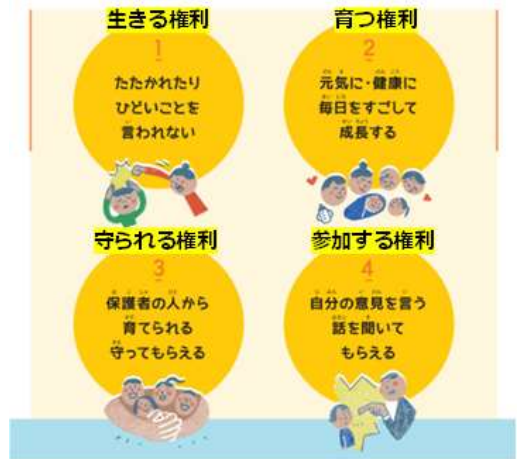 生きる権利
1
たたかれたり
ひどいことを
言われない
育つ権利
2
元気に・健康に
毎日をすごして
成長する
守られる権利
3
保護者の人から
育てられる
守ってもらえる
参加する権利
4
自分の意見を言う
話を聞いて
もらえる